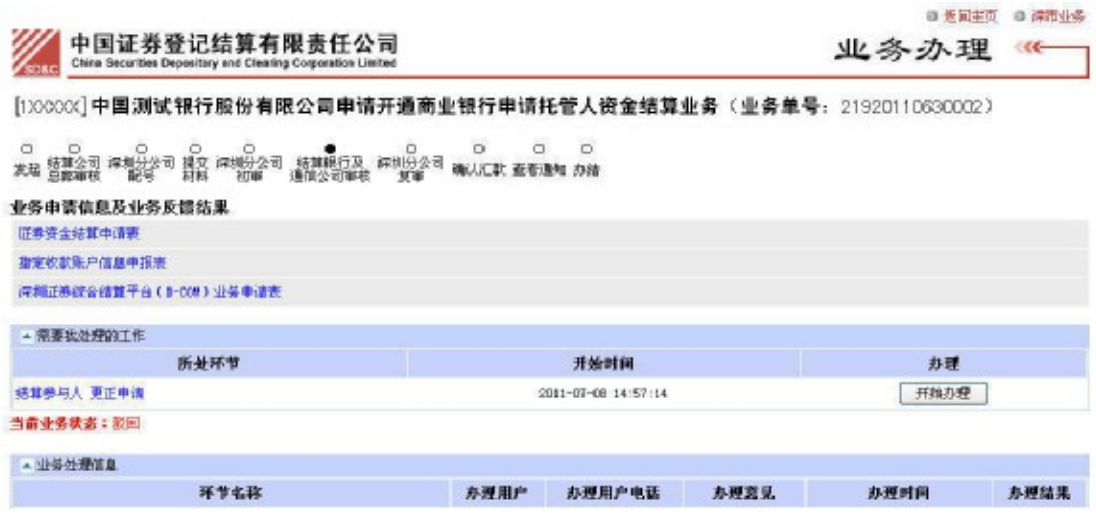 返回主页 深市业务
SD&C
中国证券登记结算有限责任公司
China Securities Depository and Clearing Corporation Limited
业务办理
[1XXXXX]中国测试银行股份有限公司申请开通商业银行申请托管人资金结算业务（业务单号：21920110630002）
发起 结算公司总部审核 深圳分公司配号 提交材料 深圳分公司初审 结算银行及通信公司审核 深圳分公司复审 确认汇款 查看通知 办结
业务申请信息及业务反馈结果
证券资金结算申请表
指定收款账户信息申报表
深圳证券综合结算平台（D-COM）业务申请表
需要我处理的工作
所处环节 开始时间 办理
结算参与人 更正申请 2011-07-08 14:57:14 开始办理
当前业务状态：驳回
业务处理信息
环节名称 办理用户 办理用户电话 办理意见 办理时间 办理结果